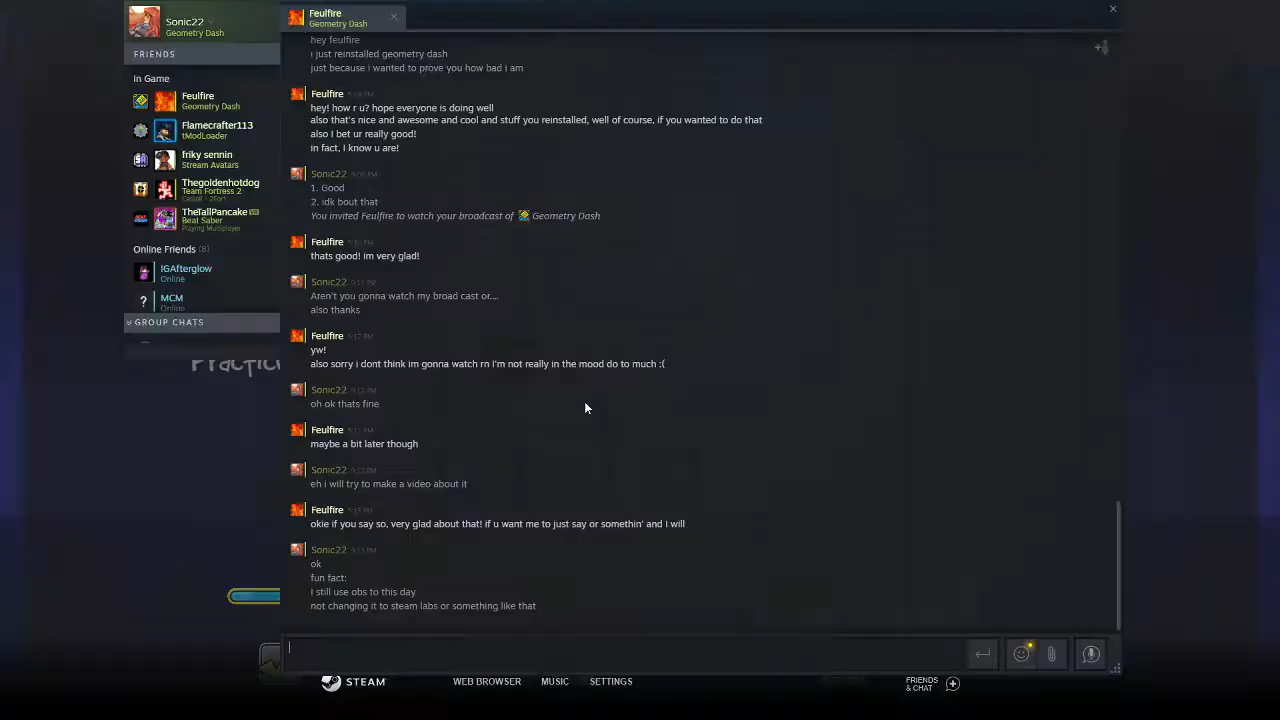 Sonic22
Geometry Dash
FRIENDS
In Game
Feulfire
Geometry Dash
Flamecrafter113
tModLoader
friky sennin
Stream Avatars
Thegoldenhotdog
Team Fortress 2
Casual - 2Fort
TheTallPancake
Beat Saber
Playing Multiplayer
Online Friends (8)
IGAfterglow
Online
?
MCM
Online
GROUP CHATS
Practic
Feulfire
Geometry Dash
hey feulfire
i just reinstalled geometry dash
just because i wanted to prove you how bad i am
Feulfire
hey! how r u? hope everyone is doing well
also that's nice and awesome and cool and stuff you reinstalled, well of course, if you wanted to do that
also I bet ur really good!
in fact, I know u are!
Sonic22
1. Good
2. idk bout that
You invited Feulfire to watch your broadcast of Geometry Dash
Feulfire
thats good! im very glad!
Sonic22
Aren't you gonna watch my broad cast or....
also thanks
Feulfire
yw!
also sorry i dont think im gonna watch rn I'm not really in the mood do to much :(
Sonic22
oh ok thats fine
Feulfire
maybe a bit later though
Sonic22
eh i will try to make a video about it
Feulfire
okie if you say so, very glad about that! if u want me to just say or somethin' and I will
Sonic22
ok
fun fact:
I still use obs to this day
not changing it to steam labs or something like that
STEAM
WEB BROWSER
MUSIC
SETTINGS
FRIENDS
& CHAT